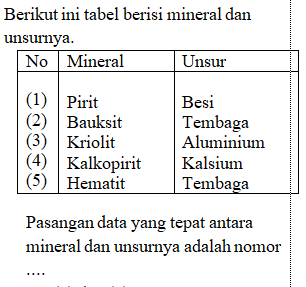 Berikut ini tabel berisi mineral dan
unsurnya.
No Mineral Unsur
(1) Pirit Besi
(2) Bauksit Tembaga
(3) Kriolit Aluminium
(4) Kalkopirit Kalsium
(5) Hematit Tembaga
Pasangan data yang tepat antara
mineral dan unsurnya adalah nomor
....